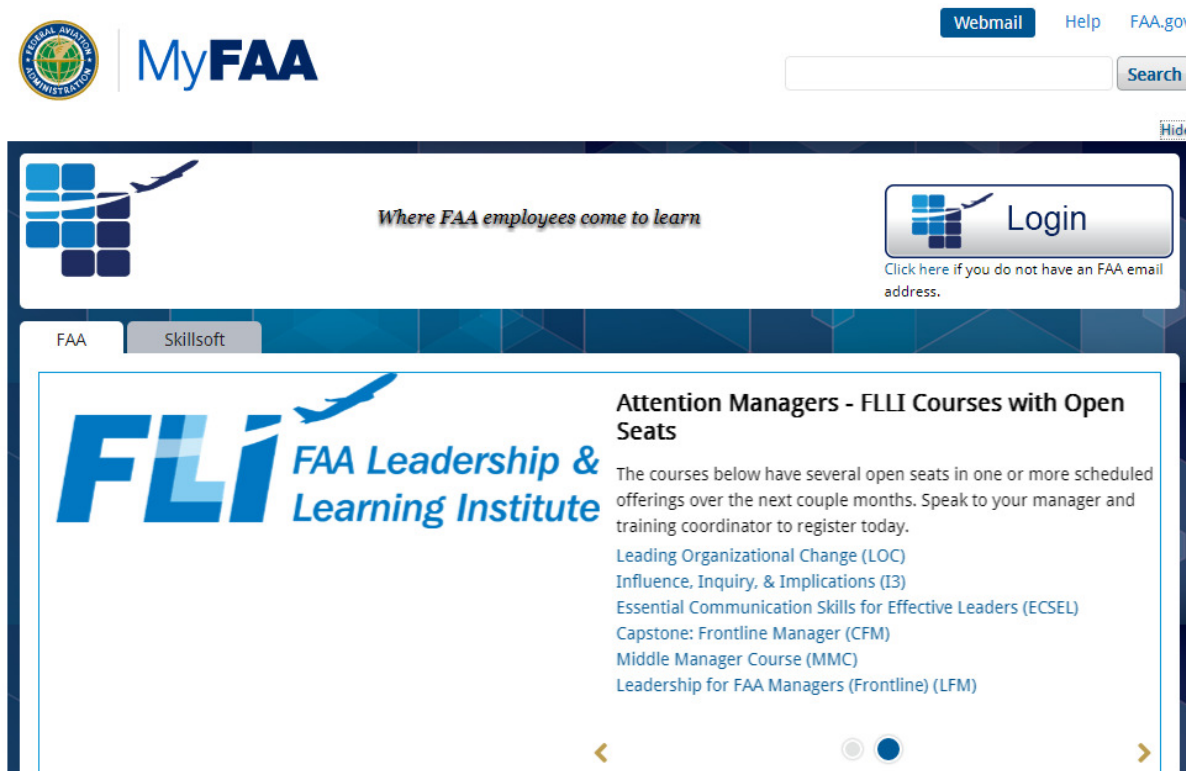 FEDERAL AVIATION ADMINISTRATION
MyFAA
Webmail Help FAA.gov
Search
Hide
Where FAA employees come to learn
Login
Click here if you do not have an FAA email
address.
FAA Skillsoft
FLi
FAA Leadership &
Learning Institute
Attention Managers - FLLI Courses with Open
Seats
The courses below have several open seats in one or more scheduled
offerings over the next couple months. Speak to your manager and
training coordinator to register today.
Leading Organizational Change (LOC)
Influence, Inquiry, & Implications (I3)
Essential Communication Skills for Effective Leaders (ECSEL)
Capstone: Frontline Manager (CFM)
Middle Manager Course (MMC)
Leadership for FAA Managers (Frontline) (LFM)